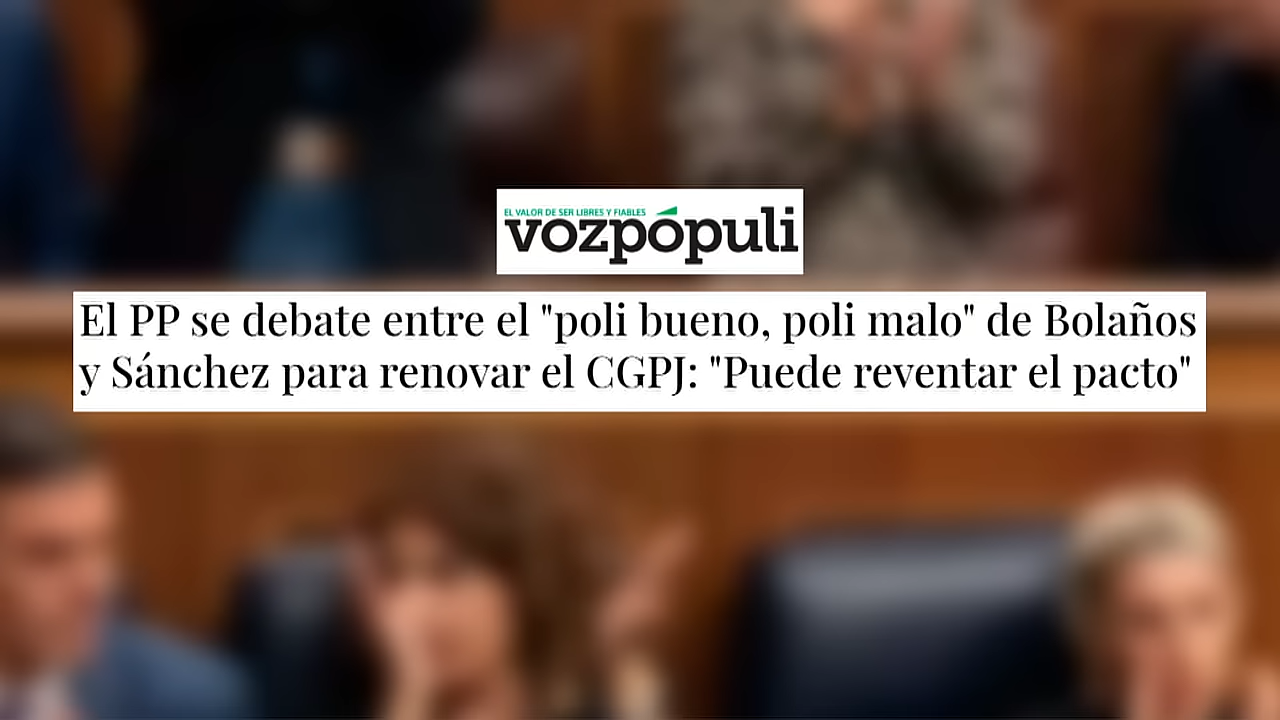 EL VALOR DE SER LIBRES Y FIABLES
vozpópuli
El PP se debate entre el "poli bueno, poli malo" de Bolaños
y Sánchez para renovar el CGPJ: "Puede reventar el pacto"